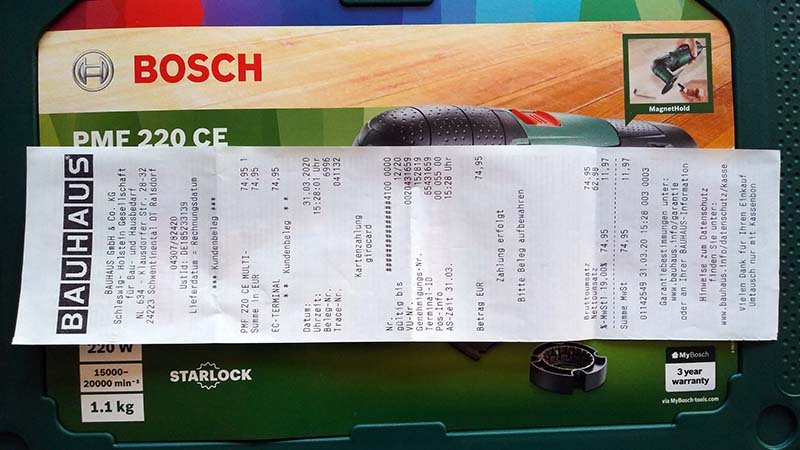 BOSCH
MagnetHold
PMF 220 CE
BAUHAUS
BAUHAUS GmbH & Co. KG
Schleswig- Holstein Gesellschaft
für Bau- und Hausbedarf
NL 534 - Klausdorfer Str. 28-32
24223 Schwentinental OT Raisdorf
04307/92420
UstId: DE185233139
Lieferdatum = Rechnungsdatum
*** Kundenbeleg ***
PMF 220 CE MULTI- 74,95 1
Summe in EUR 74,95
EC-TERMINAL 74,95
** Kundenbeleg **
Datum: 31.03.2020
Uhrzeit: 15:28:01 Uhr
Beleg-Nr. 6996
Trace-Nr. 041132
Kartenzahlung
girocard
Nr.
gültig bis 12/20
VU-Nr.
Genehmigungs-Nr. 152819
Terminal-ID 65431659
Pos-Info 00 055 00
AS-Zeit 31.03. 15:28 Uhr
Betrag EUR 74,95
Zahlung erfolgt
Bitte Beleg aufbewahren
Bruttoumsatz 74,95
Nettoumsatz 62,98
%-MwSt1 19,00% 74,95 11,97
Summe MwSt 74,95 11,97
01142549 31.03.20 15:28 003 0003
Garantiebestimmungen unter:
www.bauhaus.info/garantie
oder an Ihrer BAUHAUS-Information
Hinweise zum Datenschutz
finden Sie unter:
www.bauhaus.info/datenschutz/kasse
Vielen Dank für Ihren Einkauf
Umtausch nur mit Kassenbon
220 W
15000–
20000 min⁻¹
1.1 kg
STARLOCK
MyBosch
3 year
warranty
via MyBosch-tools.com